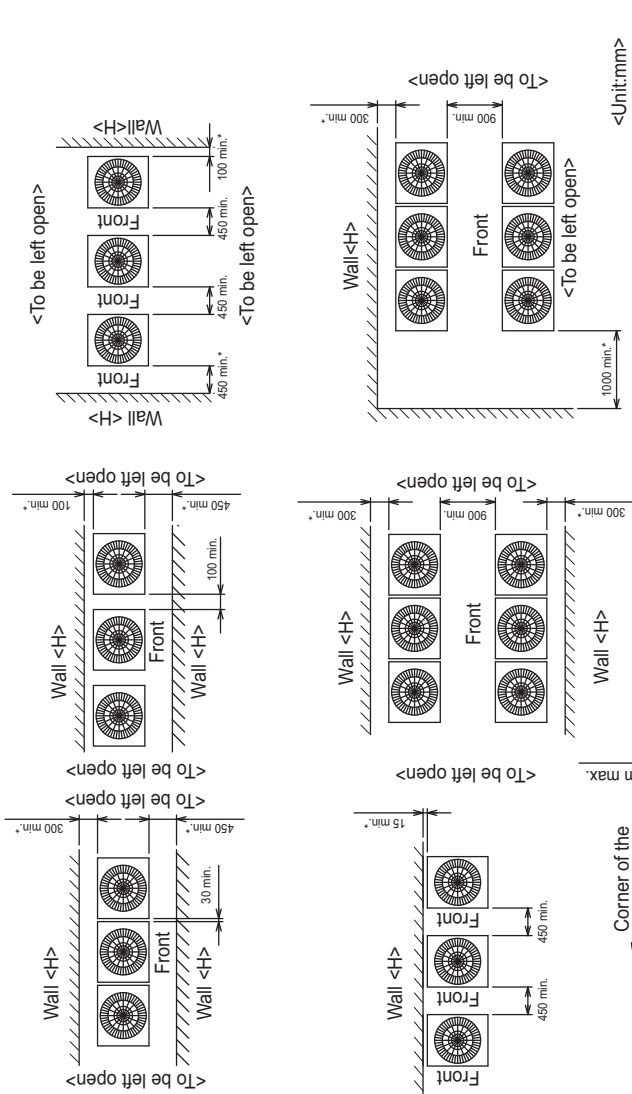 <To be left open>
Wall<H>
Front
Front
Front
Wall <H>
450 min.*
450 min.
450 min.
100 min.*
<To be left open>
<To be left open>
300 min.*
900 min.
Wall <H>
Front
<To be left open>
1000 min.*
<Unit:mm>
<To be left open>
100 min.*
450 min.*
Wall <H>
100 min.
Front
Wall <H>
<To be left open>
<To be left open>
300 min.*
900 min.
300 min.*
Wall <H>
Front
Wall <H>
<To be left open>
<To be left open>
300 min.*
450 min.*
Wall <H>
30 min.
Front
Wall <H>
<To be left open>
15 min.*
Wall <H>
Front
Front
Front
450 min.
450 min.
max.
Corner of the